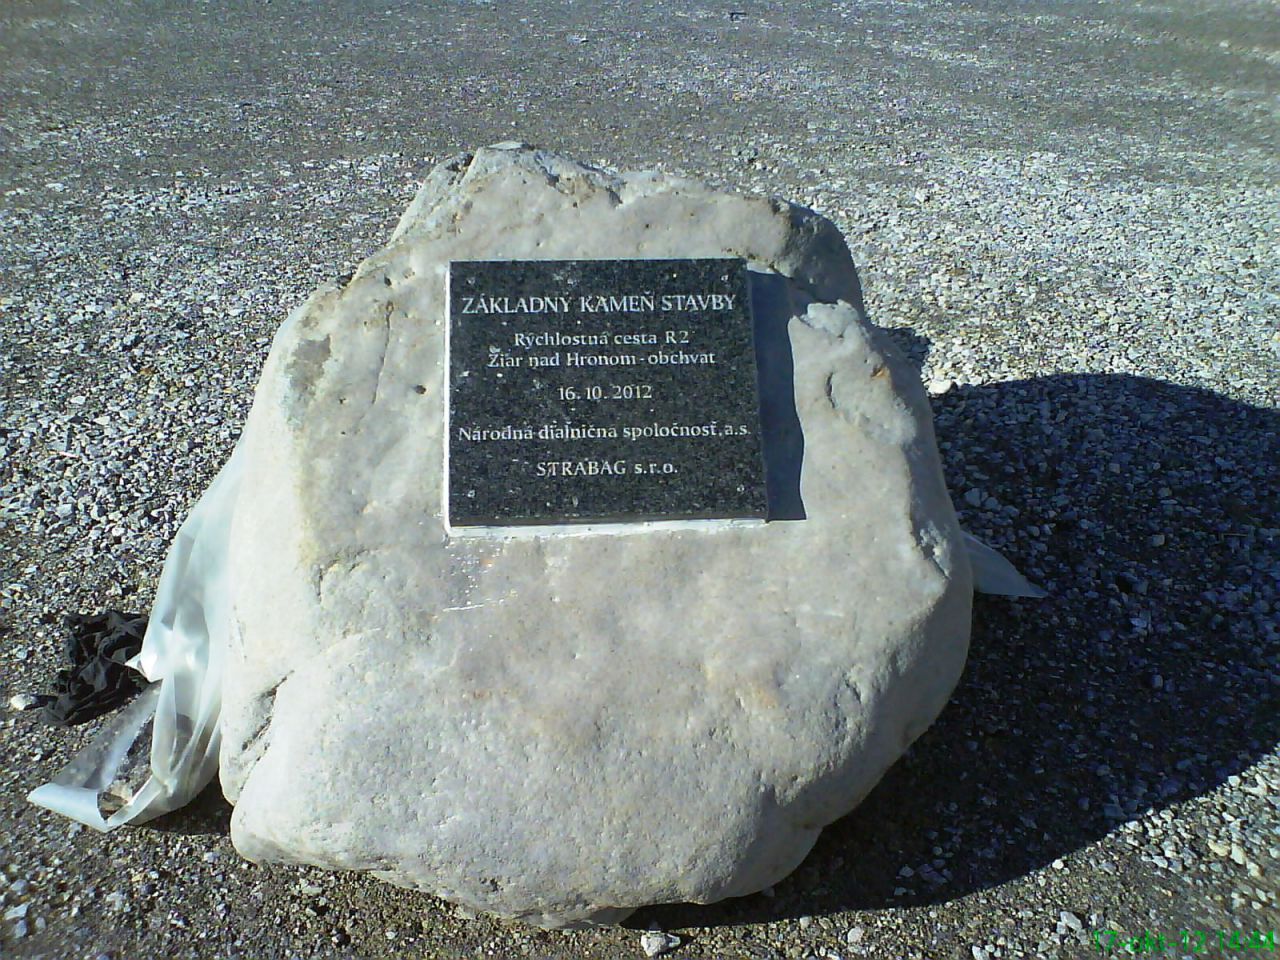 ZÁKLADNÝ KAMEŇ STAVBY
Rýchlostná cesta R2
Žiar nad Hronom - obchvat
16. 10. 2012
Národná diaľničná spoločnosť, a.s.
STRABAG s.r.o.
17-okt-12 14:44